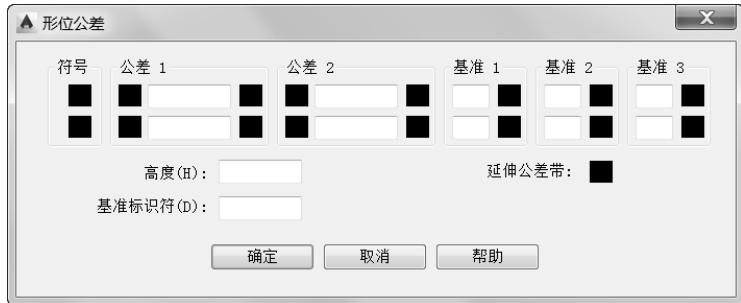 形位公差
符号 公差 1 公差 2 基准 1 基准 2 基准 3
高度(H): 延伸公差带:
基准标识符(D):
确定 取消 帮助